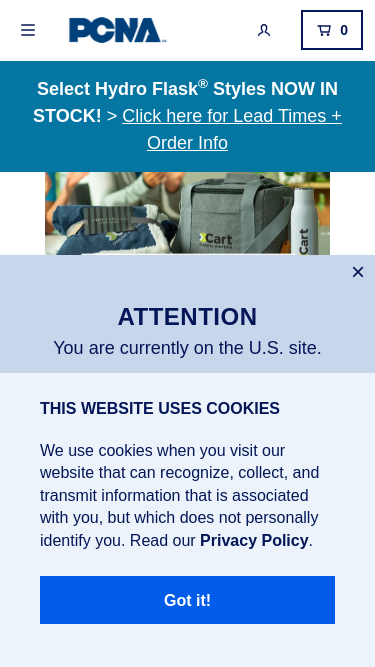 PCNA
0
Select Hydro Flask® Styles NOW IN
STOCK! > Click here for Lead Times +
Order Info
Cart
Cart
ATTENTION
You are currently on the U.S. site.
THIS WEBSITE USES COOKIES
We use cookies when you visit our
website that can recognize, collect, and
transmit information that is associated
with you, but which does not personally
identify you. Read our Privacy Policy.
Got it!